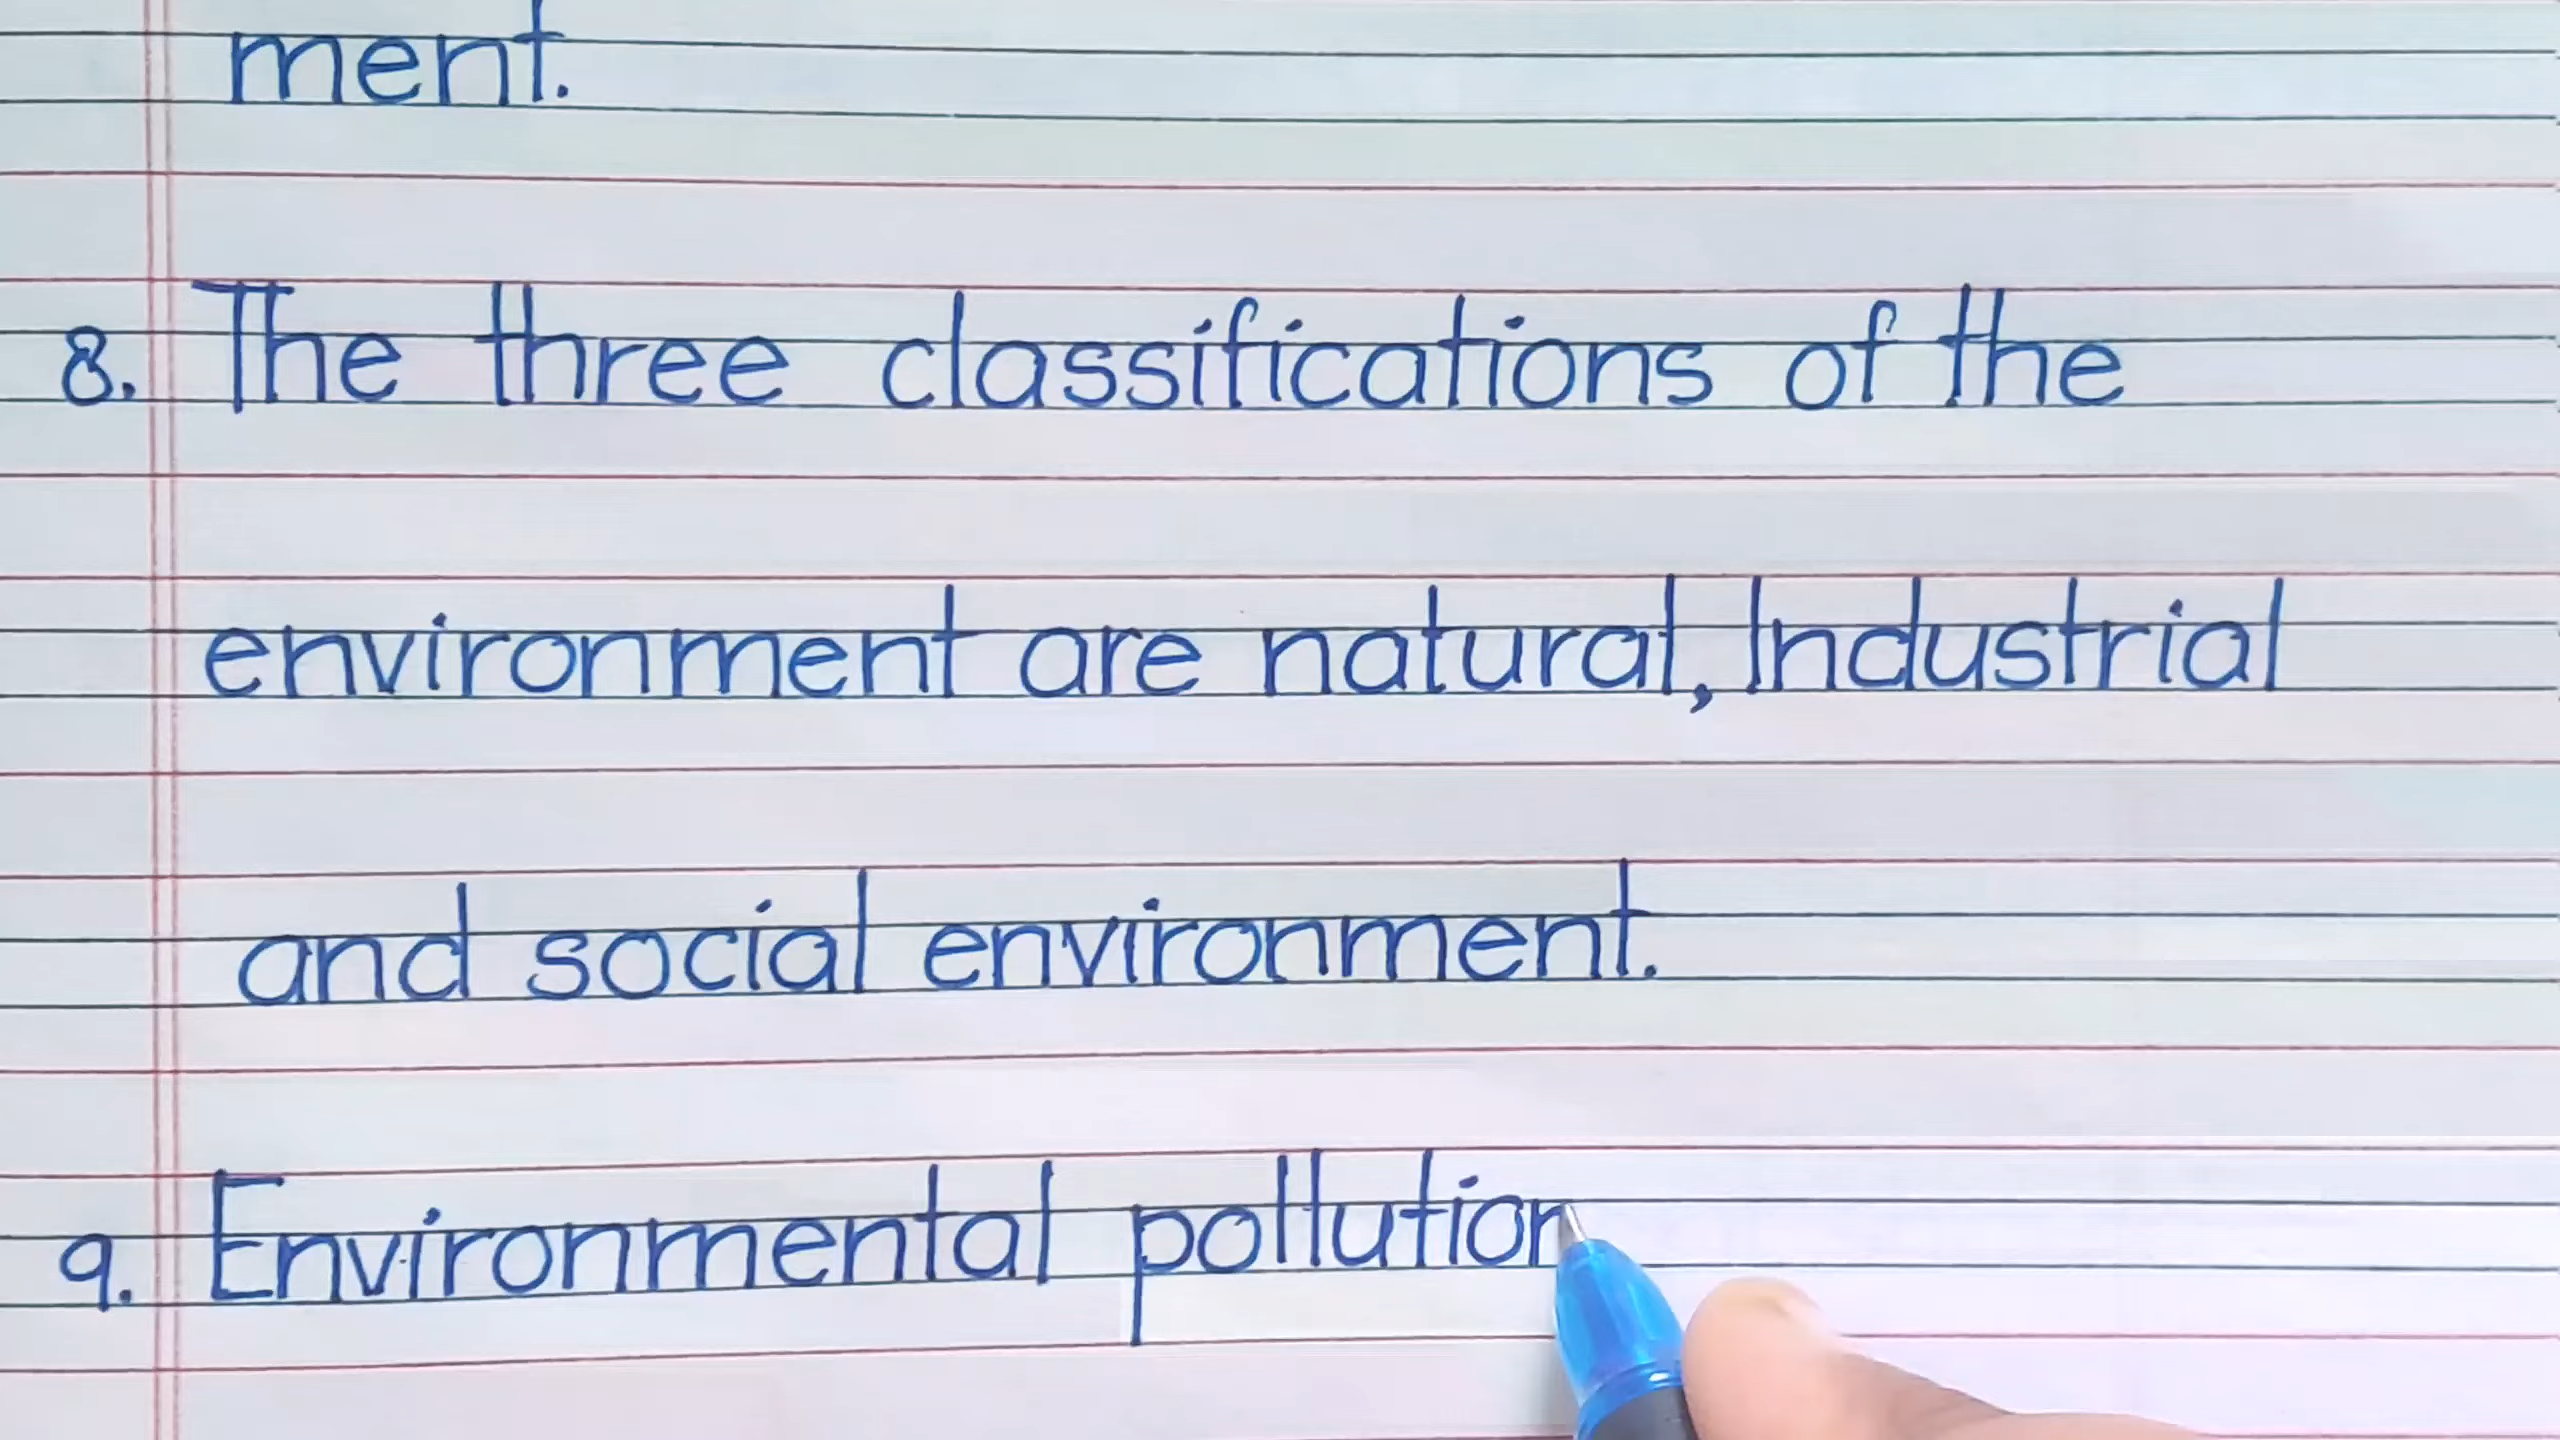 ment.
8. The three classifications of the
environment are natural, Industrial
and social environment.
9. Environmental pollution